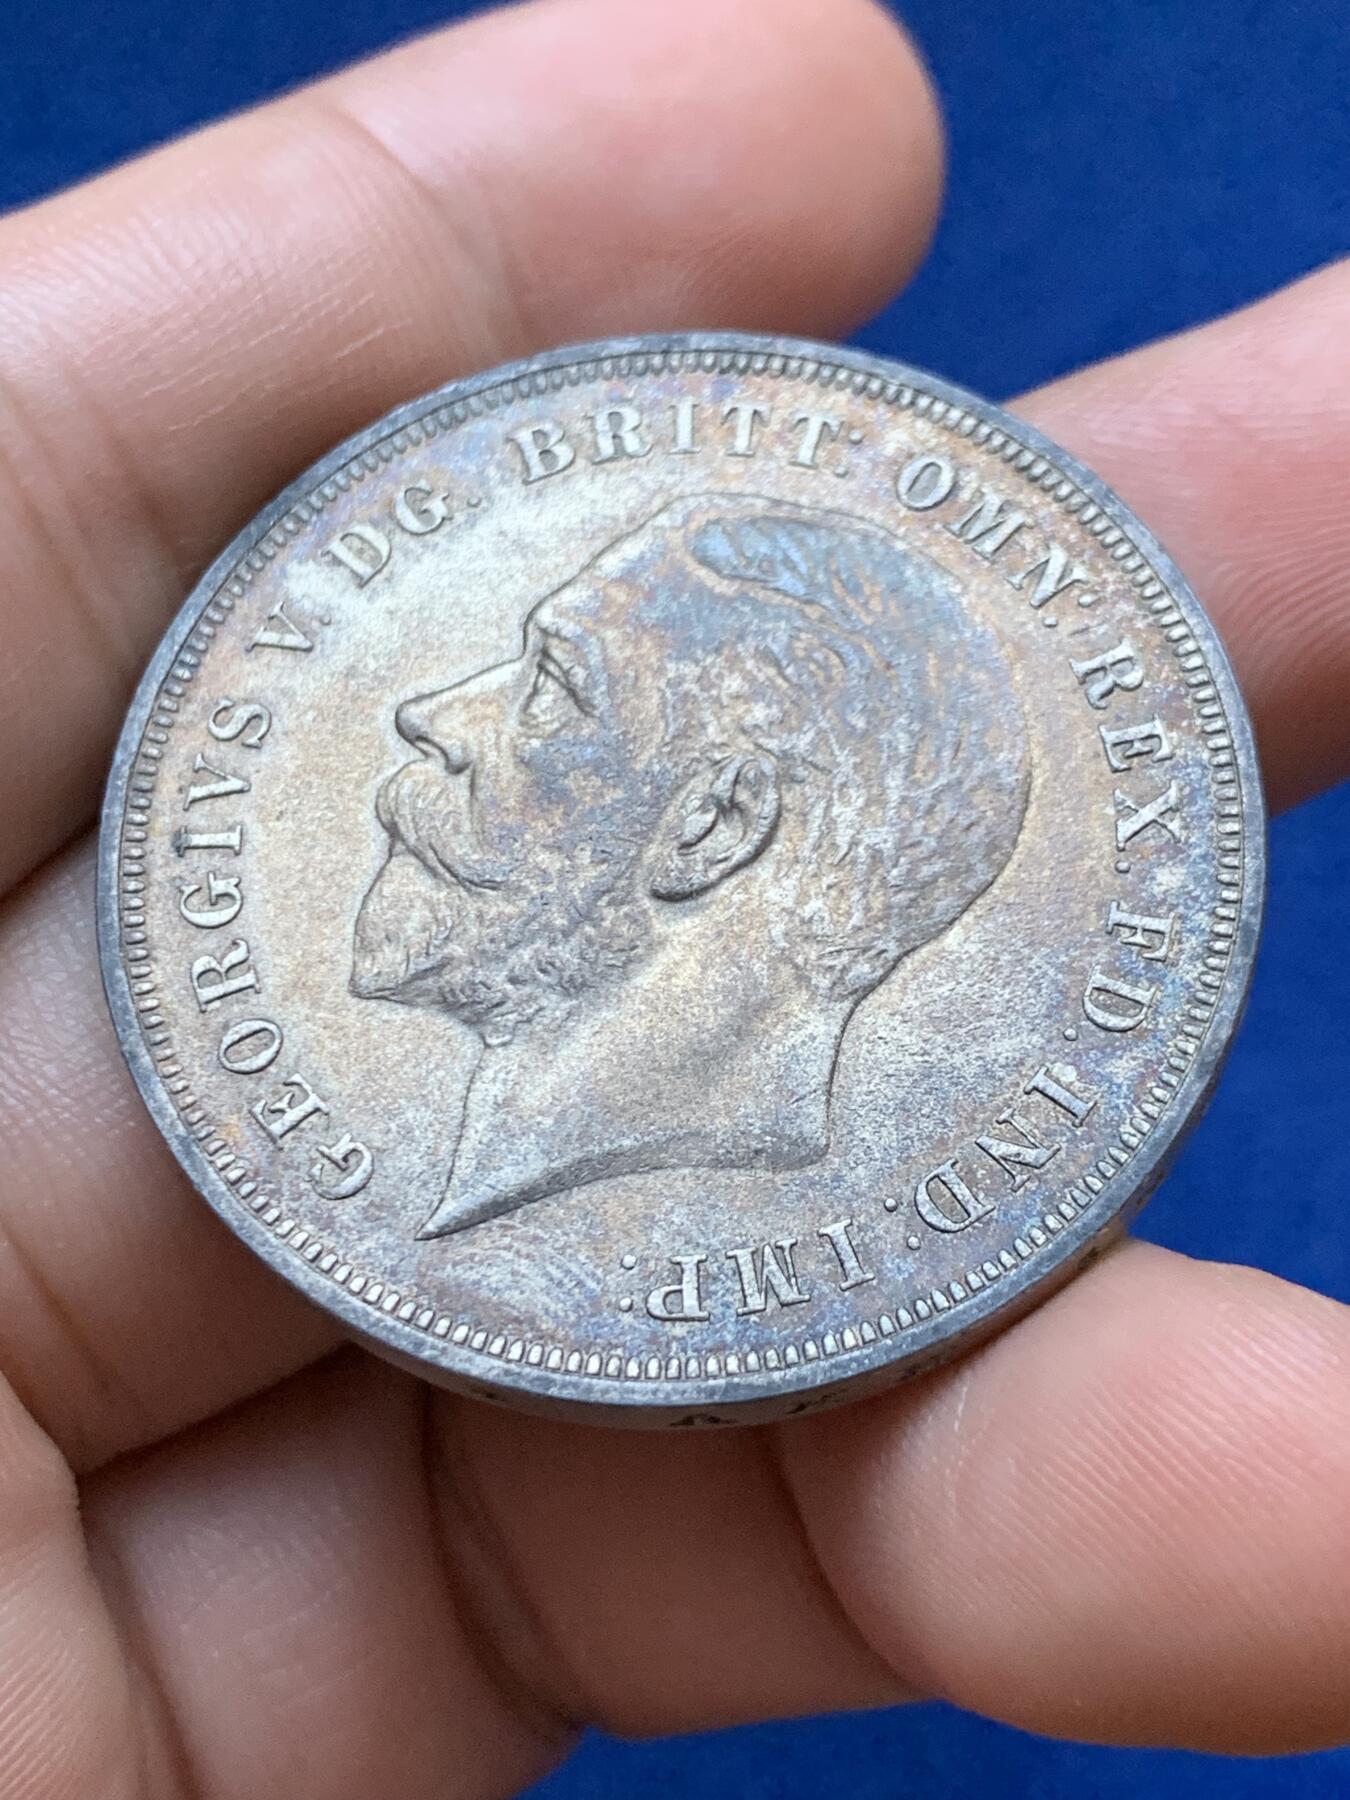 GEORGIVS V. DG. BRITT: OMN: REX. FD. IND: IMP: